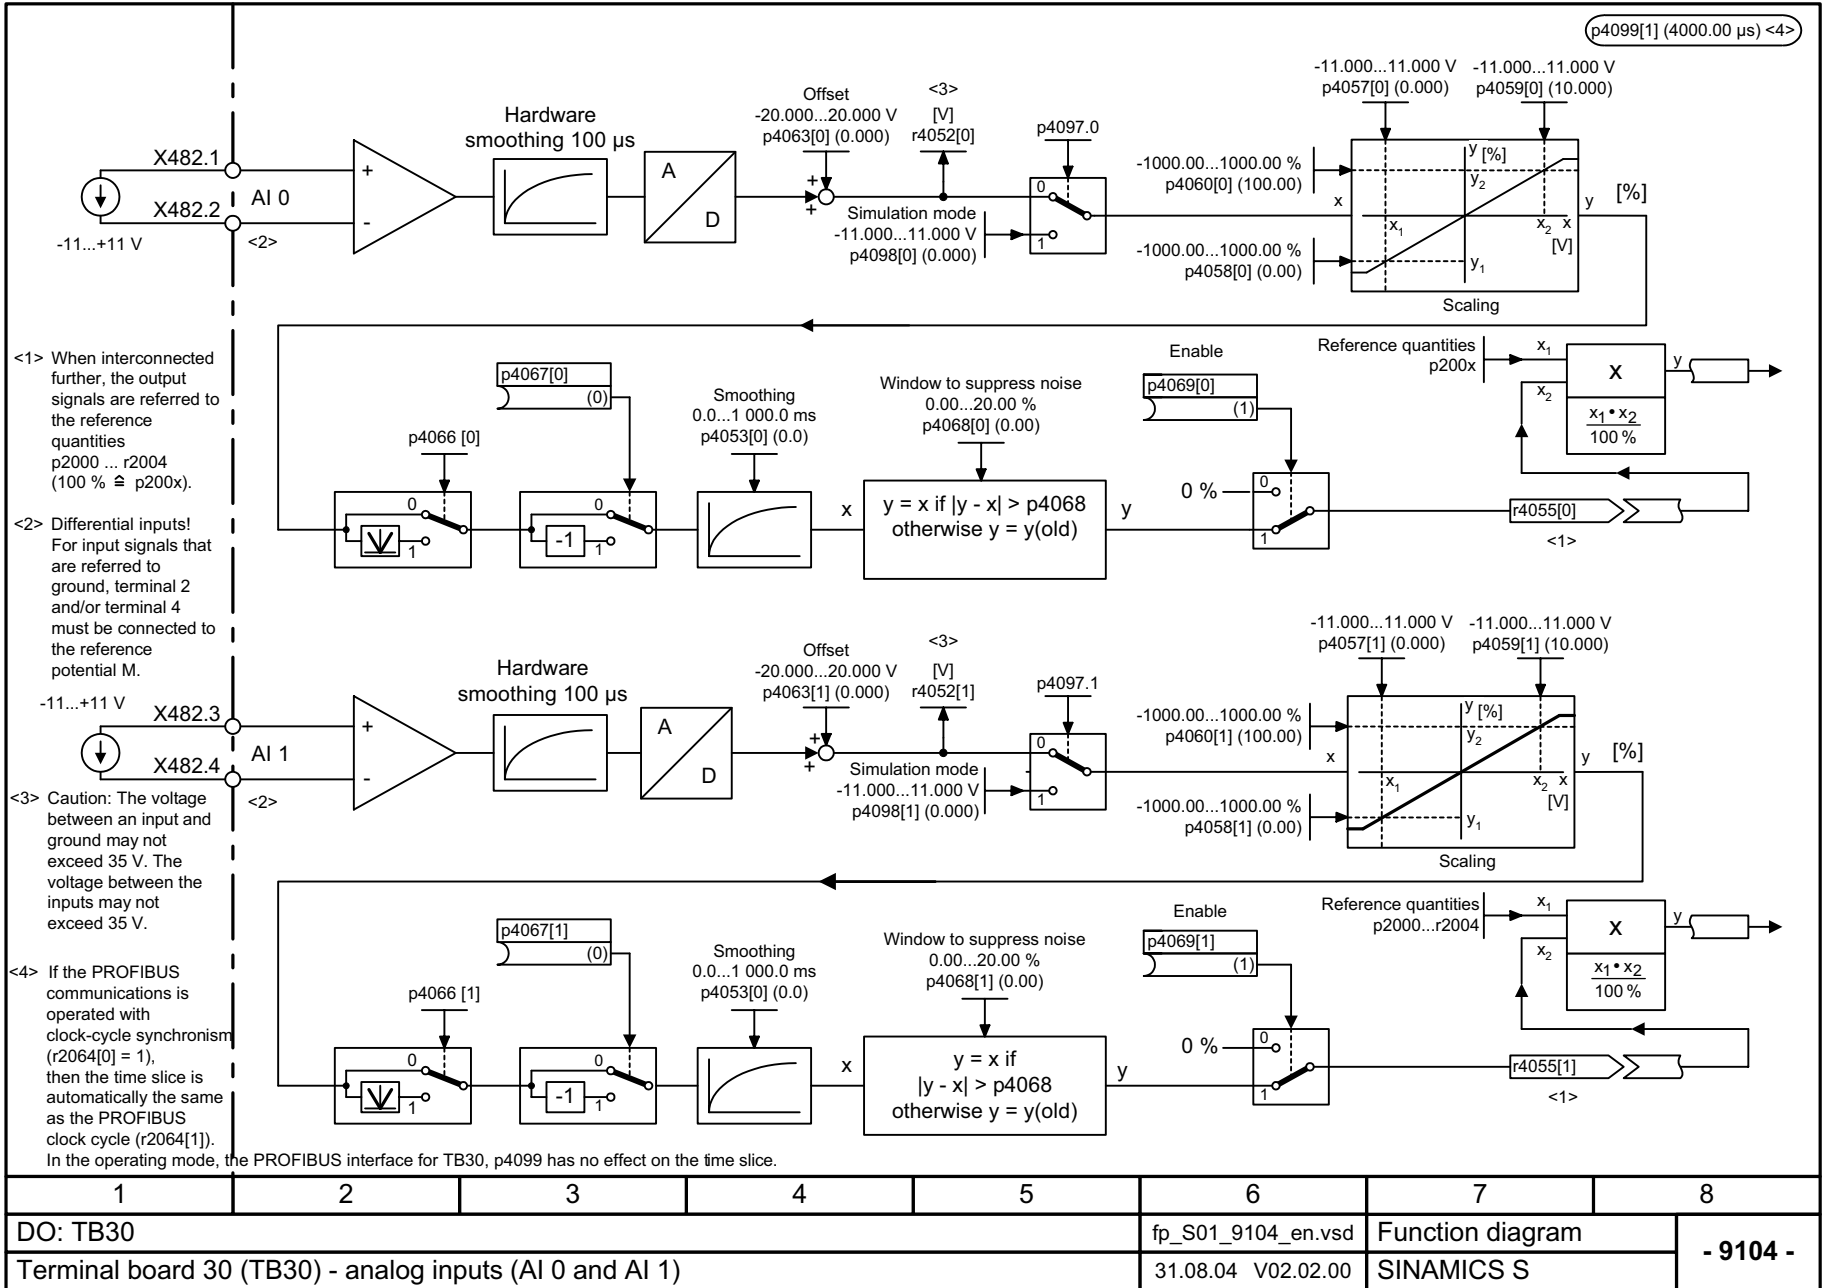 p4099[1] (4000.00 µs) <4>
-11.000...11.000 V
p4057[0] (0.000)
-11.000...11.000 V
p4059[0] (10.000)
Hardware
smoothing 100 µs
Offset
-20.000...20.000 V
p4063[0] (0.000)
<3>
[V]
r4052[0]
p4097.0
X482.1
X482.2
AI 0
<2>
-11...+11 V
+
-
A
D
+
+
0
1
Simulation mode
-11.000...11.000 V
p4098[0] (0.000)
-1000.00...1000.00 %
p4060[0] (100.00)
x
-1000.00...1000.00 %
p4058[0] (0.00)
y [%]
y2
x1
x2 x
[V]
y1
y
[%]
Scaling
<1> When interconnected
further, the output
signals are referred to
the reference
quantities
p2000 ... r2004
(100 % ≙ p200x).
<2> Differential inputs!
For input signals that
are referred to
ground, terminal 2
and/or terminal 4
must be connected to
the reference
potential M.
p4066 [0]
0
1
p4067[0]
(0)
0
-1
1
Smoothing
0.0...1 000.0 ms
p4053[0] (0.0)
Window to suppress noise
0.00...20.00 %
p4068[0] (0.00)
x
y = x if |y - x| > p4068
otherwise y = y(old)
y
Enable
p4069[0]
(1)
0 %
0
1
Reference quantities
p200x
x1
x2
x
x1 • x2
100 %
y
r4055[0]
<1>
-11.000...11.000 V
p4057[1] (0.000)
-11.000...11.000 V
p4059[1] (10.000)
Hardware
smoothing 100 µs
Offset
-20.000...20.000 V
p4063[1] (0.000)
<3>
[V]
r4052[1]
p4097.1
-11...+11 V
X482.3
X482.4
AI 1
<2>
+
-
A
D
+
+
0
1
Simulation mode
-11.000...11.000 V
p4098[1] (0.000)
-1000.00...1000.00 %
p4060[1] (100.00)
x
-1000.00...1000.00 %
p4058[1] (0.00)
y [%]
y2
x1
x2 x
[V]
y1
y
[%]
Scaling
<3> Caution: The voltage
between an input and
ground may not
exceed 35 V. The
voltage between the
inputs may not
exceed 35 V.
<4> If the PROFIBUS
communications is
operated with
clock-cycle synchronism
(r2064[0] = 1),
then the time slice is
automatically the same
as the PROFIBUS
clock cycle (r2064[1]).
In the operating mode, the PROFIBUS interface for TB30, p4099 has no effect on the time slice.
p4066 [1]
0
1
p4067[1]
(0)
0
-1
1
Smoothing
0.0...1 000.0 ms
p4053[0] (0.0)
Window to suppress noise
0.00...20.00 %
p4068[1] (0.00)
x
y = x if
|y - x| > p4068
otherwise y = y(old)
y
Enable
p4069[1]
(1)
0 %
0
1
Reference quantities
p2000...r2004
x1
x2
x
x1 • x2
100 %
y
r4055[1]
<1>
1 2 3 4 5 6 7 8
DO: TB30
fp_S01_9104_en.vsd
Function diagram
- 9104 -
Terminal board 30 (TB30) - analog inputs (AI 0 and AI 1)
31.08.04 V02.02.00
SINAMICS S